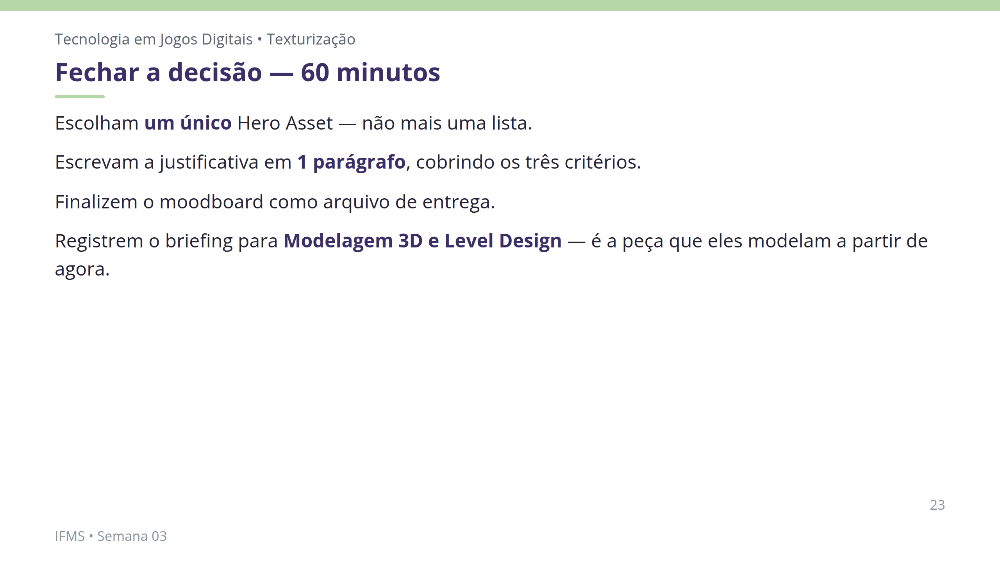 Tecnologia em Jogos Digitais • Texturização
Fechar a decisão — 60 minutos
Escolham um único Hero Asset — não mais uma lista.
Escrevam a justificativa em 1 parágrafo, cobrindo os três critérios.
Finalizem o moodboard como arquivo de entrega.
Registrem o briefing para Modelagem 3D e Level Design — é a peça que eles modelam a partir de
agora.
23
IFMS • Semana 03